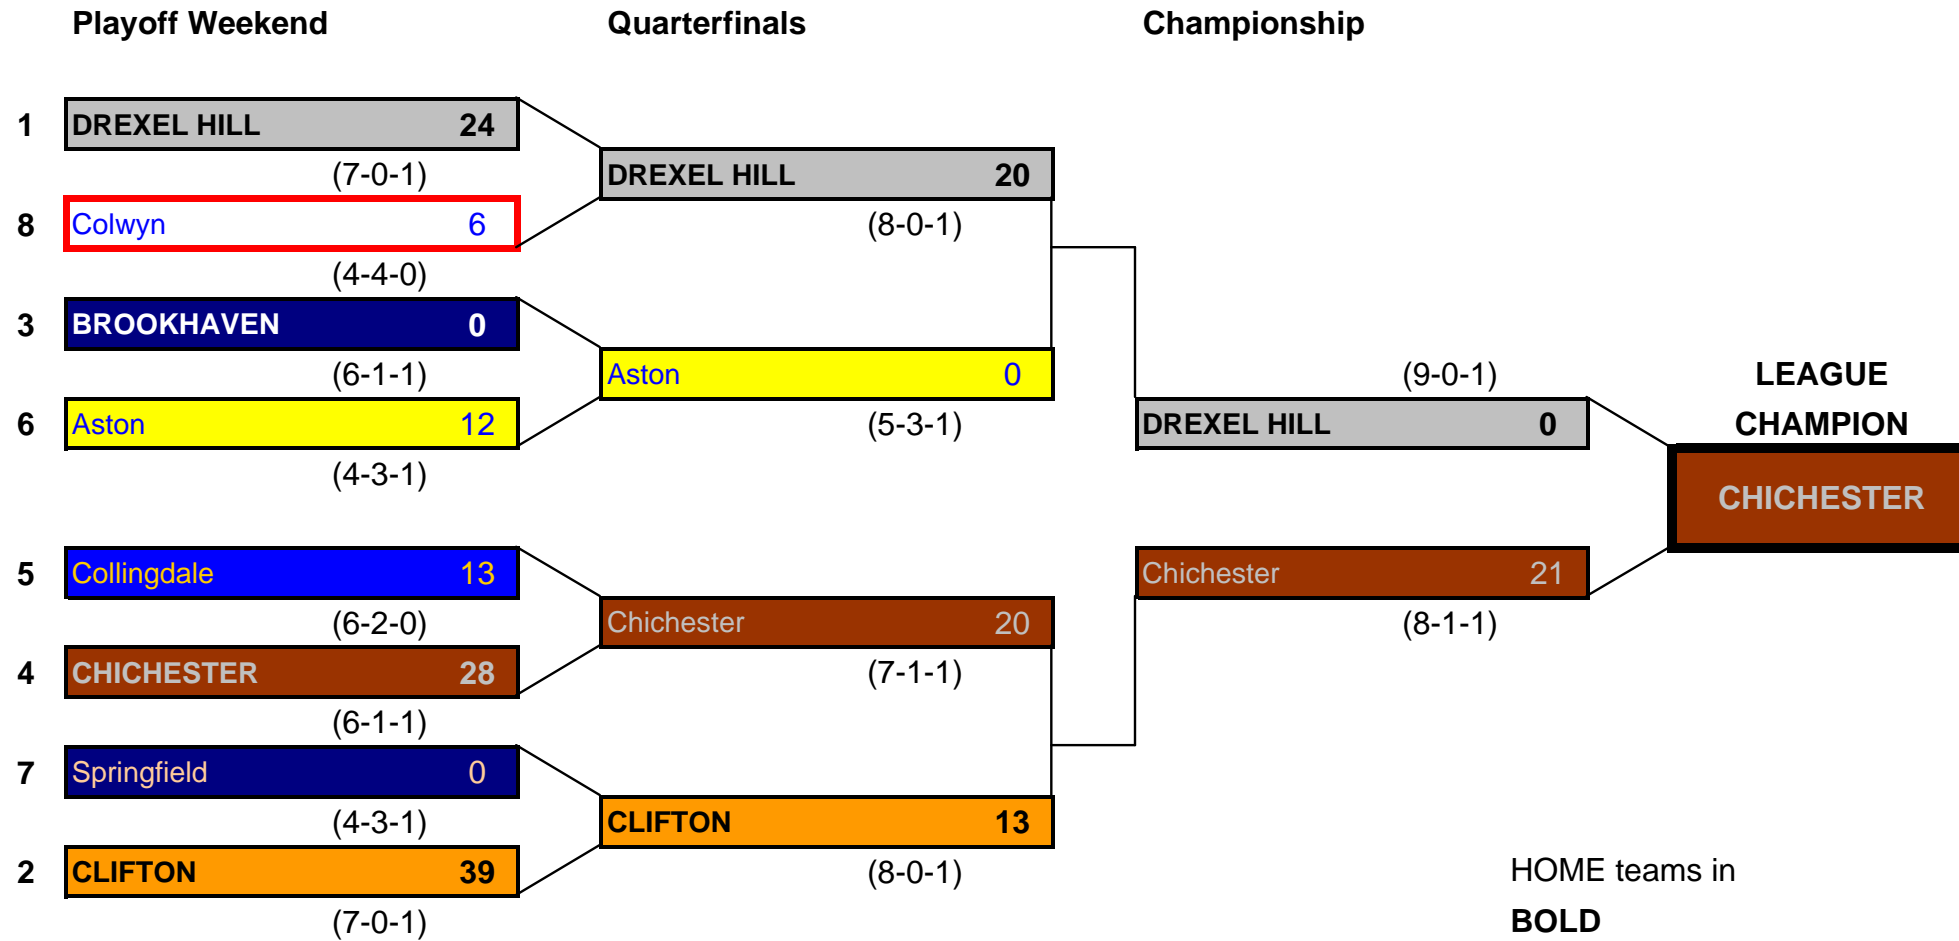 Playoff Weekend Quarterfinals Championship
1 DREXEL HILL 24
(7-0-1) DREXEL HILL 20
8 Colwyn 6 (8-0-1)
(4-4-0)
3 BROOKHAVEN 0
(6-1-1) Aston 0 (9-0-1) LEAGUE
6 Aston 12 (5-3-1) DREXEL HILL 0 CHAMPION
(4-3-1)
CHICHESTER
5 Collingdale 13 Chichester 21
(6-2-0) Chichester 20 (8-1-1)
4 CHICHESTER 28 (7-1-1)
(6-1-1)
7 Springfield 0
(4-3-1) CLIFTON 13
2 CLIFTON 39 (8-0-1) HOME teams in
(7-0-1) BOLD